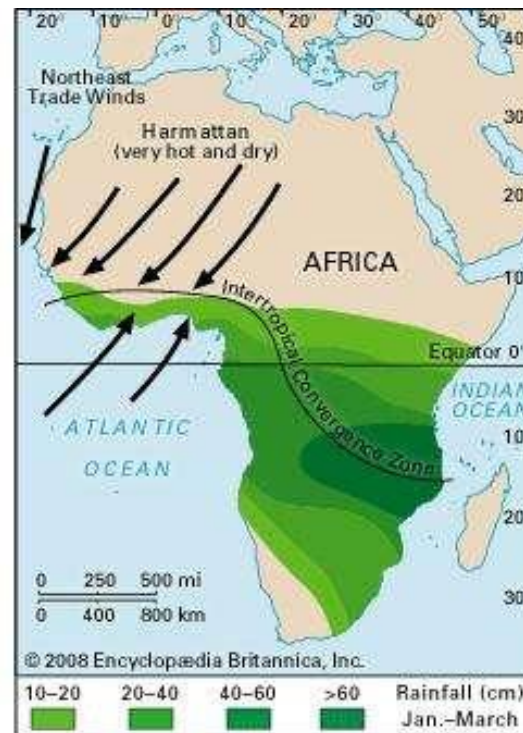 20° 10° 0° 10 20 30 40 50°
40
Northeast
Trade Winds
30
Harmattan
(very hot and dry)
AFRICA
10
Intertropical Convergence Zone
Equator 0°
INDIAN
OCEAN
ATLANTIC
OCEAN
10
20
0 250 500 mi
0 400 800 km
30
© 2008 Encyclopædia Britannica, Inc.
10–20 20–40 40–60 >60 Rainfall (cm)
Jan.–March